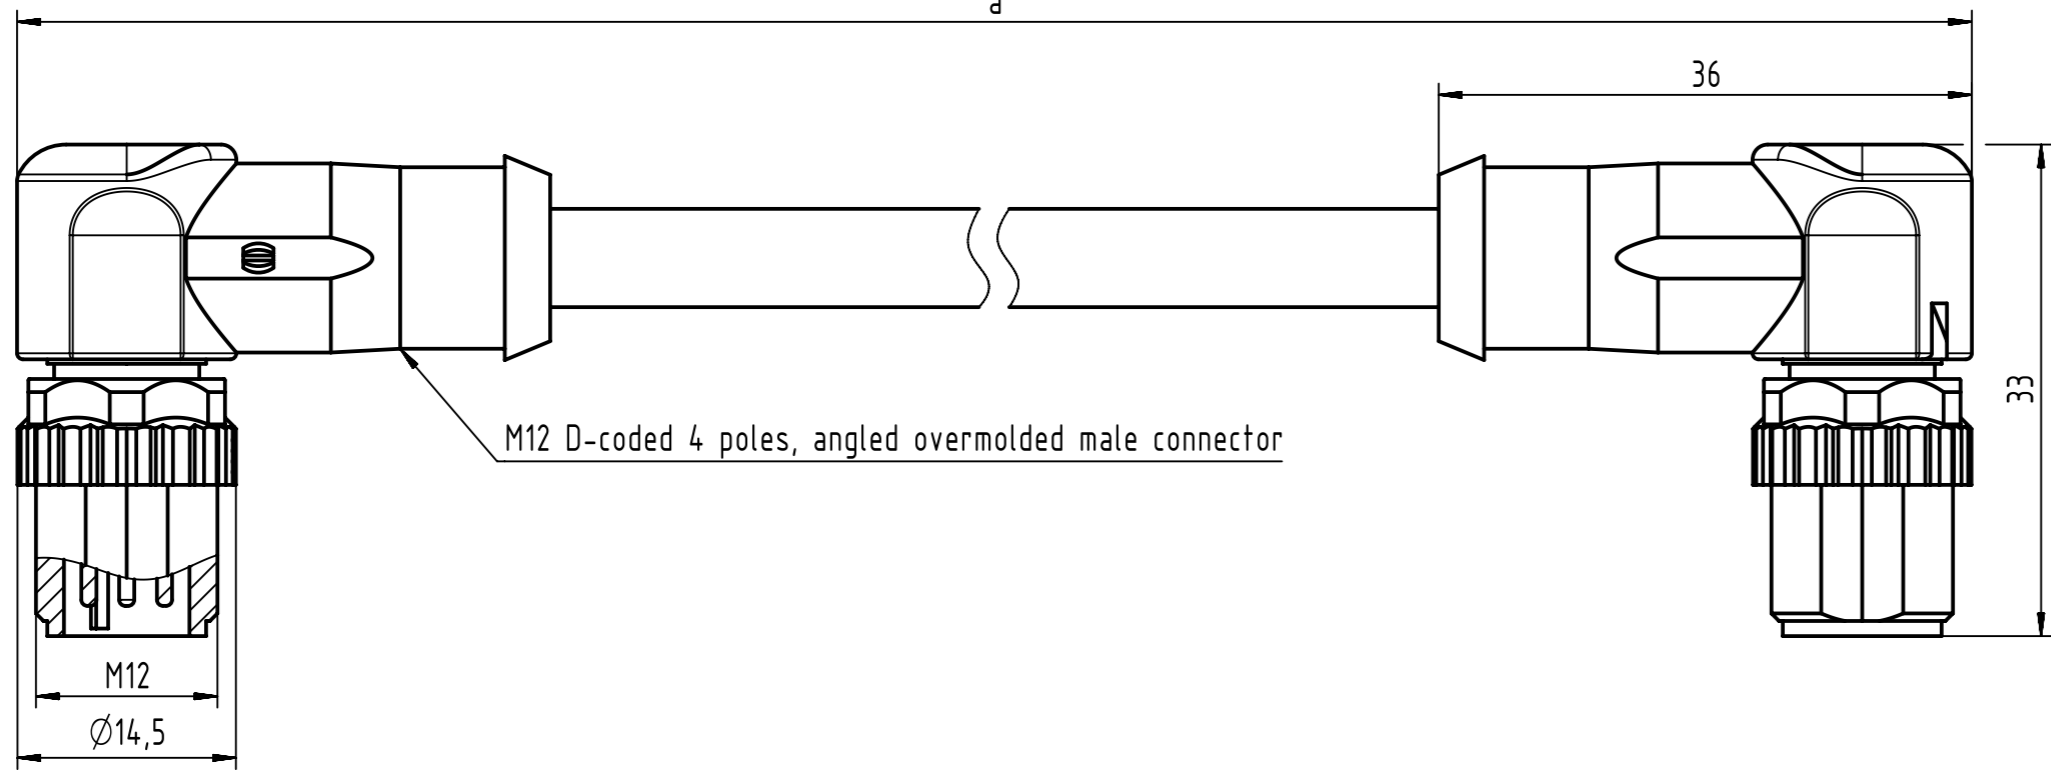 a
36
33
M12 D-coded 4 poles, angled overmolded male connector
M12
Ø14,5